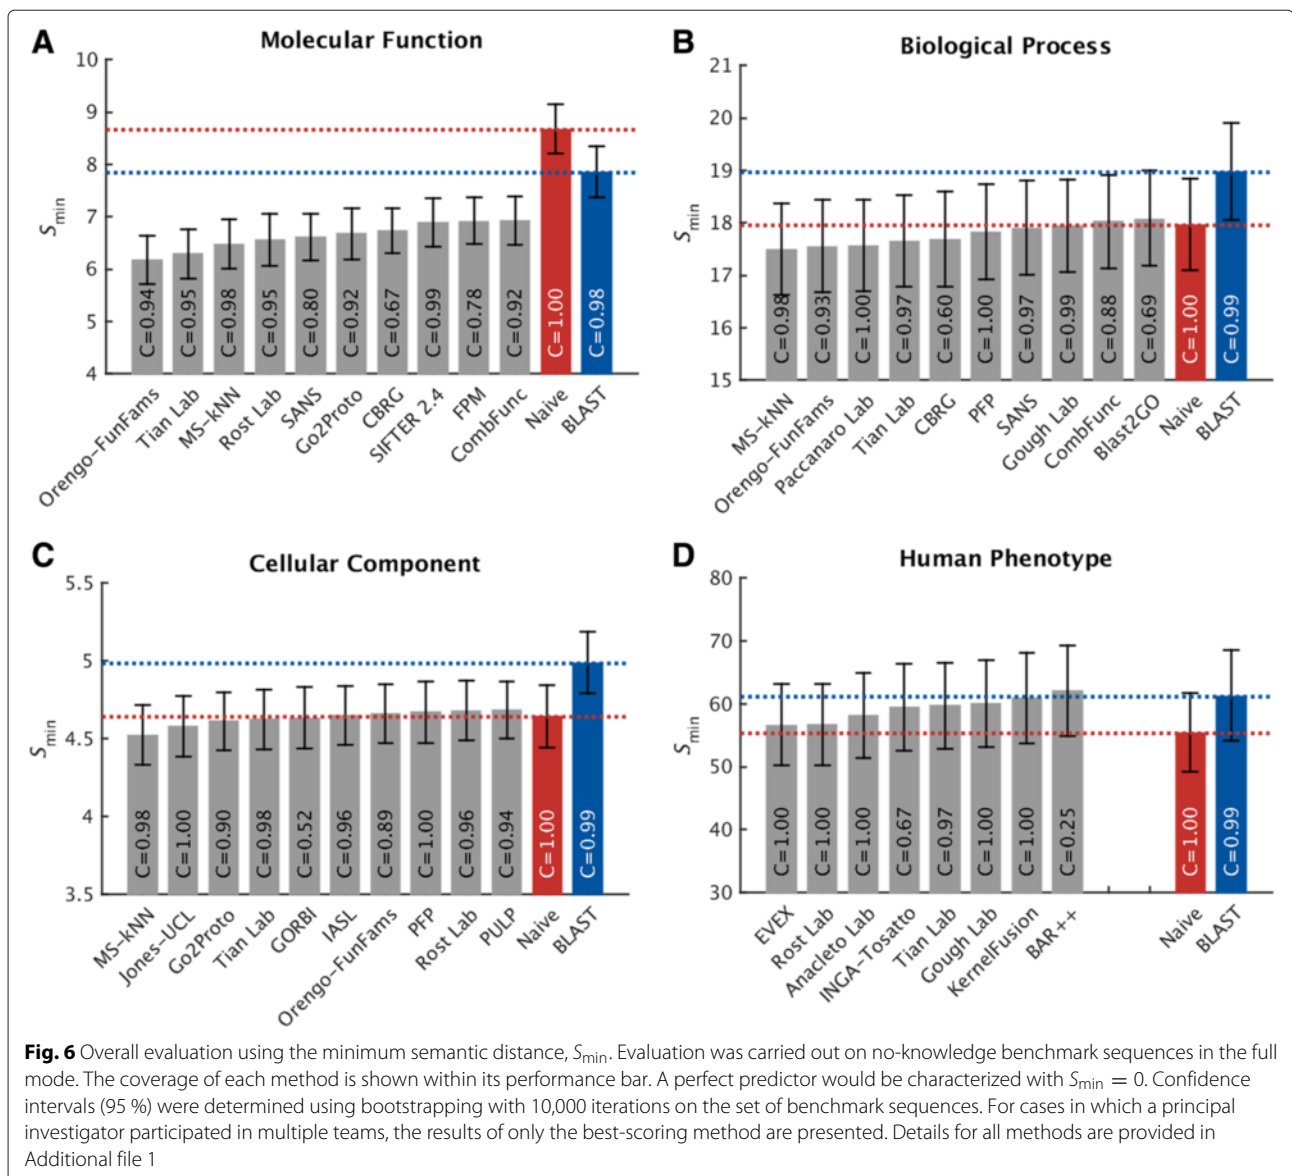 A
Molecular Function
10
9
8
7
6
5
4
Smin
C=0.94
C=0.95
C=0.98
C=0.95
C=0.80
C=0.92
C=0.67
C=0.99
C=0.78
C=0.92
C=1.00
C=0.98
Orengo-FunFams
Tian Lab
MS-kNN
Rost Lab
SANS
Go2Proto
CBRG
SIFTER 2.4
FPM
CombFunc
Naive
BLAST
B
Biological Process
21
20
19
18
17
16
15
Smin
C=0.98
C=0.93
C=1.00
C=0.97
C=0.60
C=1.00
C=0.97
C=0.99
C=0.88
C=0.69
C=1.00
C=0.99
MS-kNN
Orengo-FunFams
Paccanaro Lab
Tian Lab
CBRG
PFP
SANS
Gough Lab
CombFunc
Blast2GO
Naive
BLAST
C
Cellular Component
5.5
5
4.5
4
3.5
Smin
C=0.98
C=1.00
C=0.90
C=0.98
C=0.52
C=0.96
C=0.89
C=1.00
C=0.96
C=0.94
C=1.00
C=0.99
MS-kNN
Jones-UCL
Go2Proto
Tian Lab
GORBI
IASL
Orengo-FunFams
PFP
Rost Lab
PULP
Naive
BLAST
D
Human Phenotype
80
70
60
50
40
30
Smin
C=1.00
C=1.00
C=1.00
C=0.67
C=0.97
C=1.00
C=1.00
C=0.25
C=1.00
C=0.99
EVEX
Rost Lab
Anacleto Lab
INGA-Tosatto
Tian Lab
Gough Lab
KernelFusion
BAR++
Naive
BLAST
Fig. 6 Overall evaluation using the minimum semantic distance, Smin. Evaluation was carried out on no-knowledge benchmark sequences in the full
mode. The coverage of each method is shown within its performance bar. A perfect predictor would be characterized with Smin = 0. Confidence
intervals (95 %) were determined using bootstrapping with 10,000 iterations on the set of benchmark sequences. For cases in which a principal
investigator participated in multiple teams, the results of only the best-scoring method are presented. Details for all methods are provided in
Additional file 1